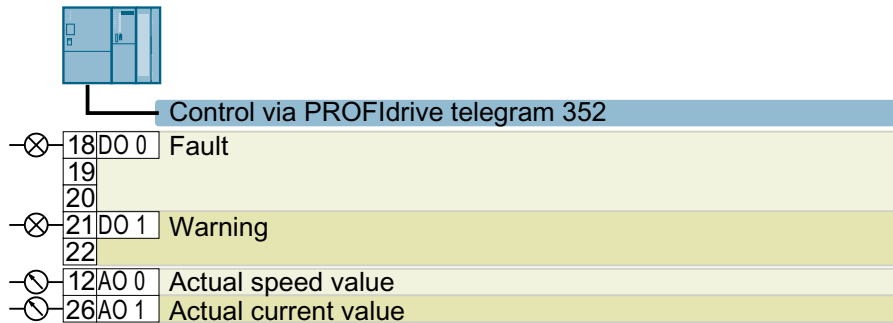 Control via PROFIdrive telegram 352
18 DO 0 Fault
19
20
21 DO 1 Warning
22
12 AO 0 Actual speed value
26 AO 1 Actual current value